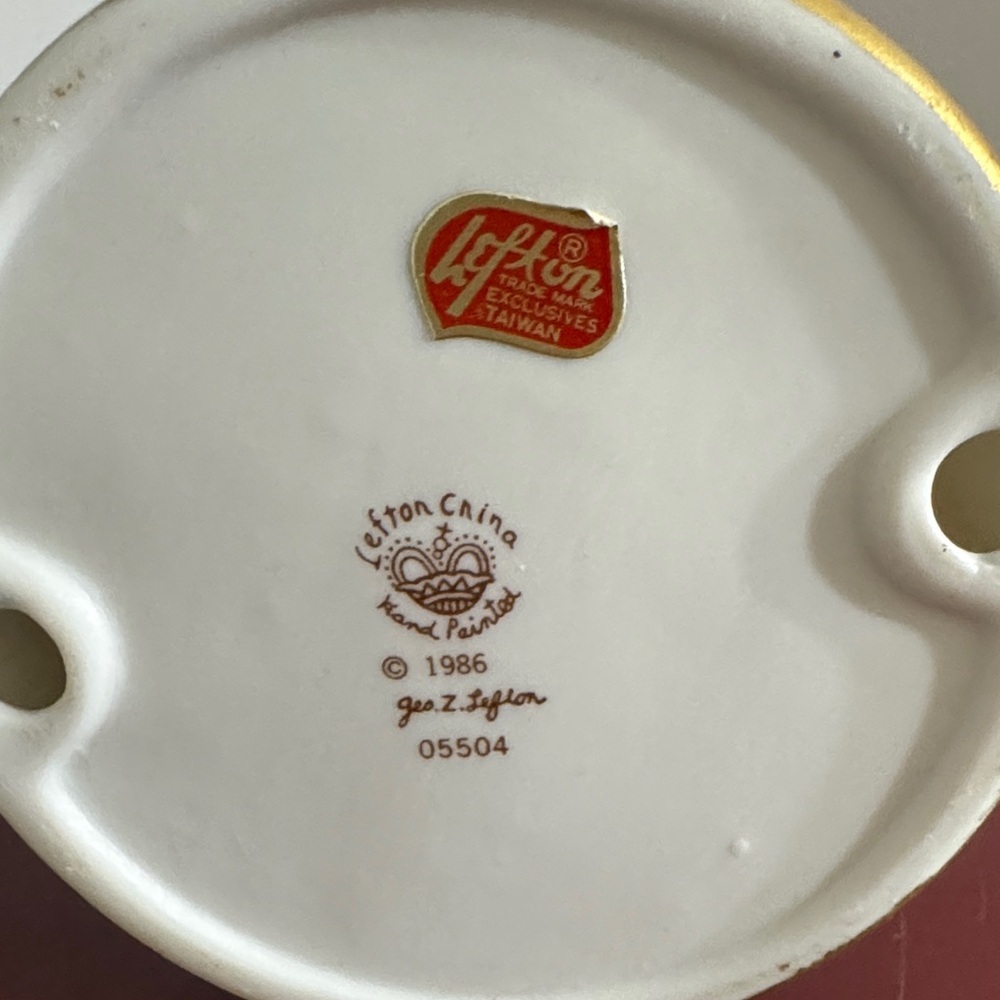 Lefton®
TRADE MARK
EXCLUSIVES
TAIWAN
Lefton China
Hand Painted
© 1986
Geo. Z. Lefton
05504